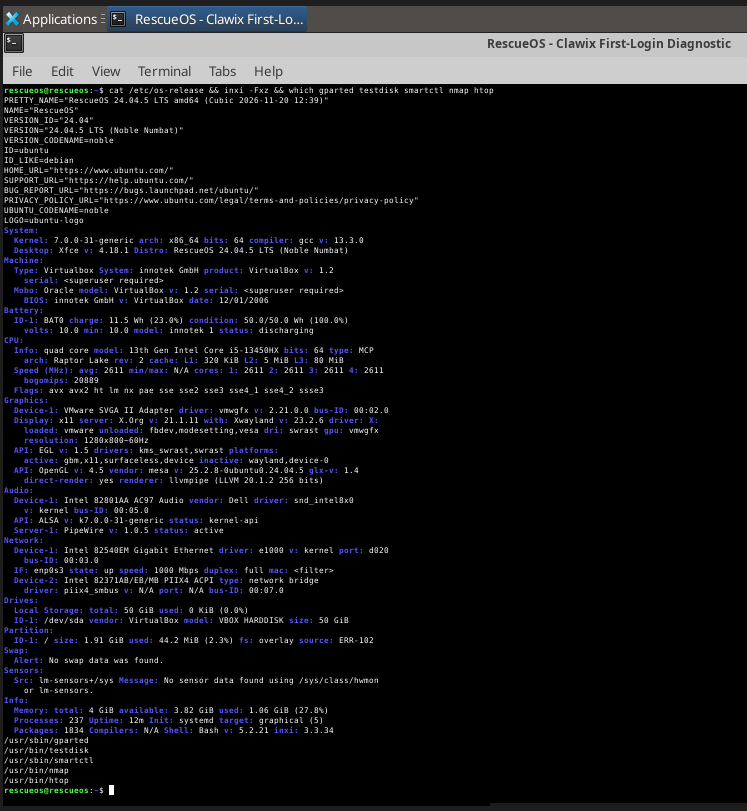 Applications
RescueOS - Clawix First-Lo...
RescueOS - Clawix First-Login Diagnostic
File Edit View Terminal Tabs Help
rescueos@rescueos:~$ cat /etc/os-release && inxi -Fxz && which gparted testdisk smartctl nmap htop
PRETTY_NAME="RescueOS 24.04.5 LTS amd64 (Cubic 2026-11-20 12:39)"
NAME="RescueOS"
VERSION_ID="24.04"
VERSION="24.04.5 LTS (Noble Numbat)"
VERSION_CODENAME=noble
ID=ubuntu
ID_LIKE=debian
HOME_URL="https://www.ubuntu.com/"
SUPPORT_URL="https://help.ubuntu.com/"
BUG_REPORT_URL="https://bugs.launchpad.net/ubuntu/"
PRIVACY_POLICY_URL="https://www.ubuntu.com/legal/terms-and-policies/privacy-policy"
UBUNTU_CODENAME=noble
LOGO=ubuntu-logo
System:
Kernel: 7.0.0-31-generic arch: x86_64 bits: 64 compiler: gcc v: 13.3.0
Desktop: Xfce v: 4.18.1 Distro: RescueOS 24.04.5 LTS (Noble Numbat)
Machine:
Type: Virtualbox System: innotek GmbH product: VirtualBox v: 1.2
serial: <superuser required>
Mobo: Oracle model: VirtualBox v: 1.2 serial: <superuser required>
BIOS: innotek GmbH v: VirtualBox date: 12/01/2006
Battery:
ID-1: BAT0 charge: 11.5 Wh (23.0%) condition: 50.0/50.0 Wh (100.0%)
volts: 10.0 min: 10.0 model: innotek 1 status: discharging
CPU:
Info: quad core model: 13th Gen Intel Core i5-13450HX bits: 64 type: MCP
arch: Raptor Lake rev: 2 cache: L1: 320 KiB L2: 5 MiB L3: 80 MiB
Speed (MHz): avg: 2611 min/max: N/A cores: 1: 2611 2: 2611 3: 2611 4: 2611
bogomips: 20889
Flags: avx avx2 ht lm nx pae sse sse2 sse3 sse4_1 sse4_2 ssse3
Graphics:
Device-1: VMware SVGA II Adapter driver: vmwgfx v: 2.21.0.0 bus-ID: 00:02.0
Display: x11 server: X.Org v: 21.1.11 with: Xwayland v: 23.2.6 driver: X:
loaded: vmware unloaded: fbdev,modesetting,vesa dri: swrast gpu: vmwgfx
resolution: 1280x800~60Hz
API: EGL v: 1.5 drivers: kms_swrast,swrast platforms:
active: gbm,x11,surfaceless,device inactive: wayland,device-0
API: OpenGL v: 4.5 vendor: mesa v: 25.2.8-0ubuntu0.24.04.5 glx-v: 1.4
direct-render: yes renderer: llvmpipe (LLVM 20.1.2 256 bits)
Audio:
Device-1: Intel 82801AA AC97 Audio vendor: Dell driver: snd_intel8x0
v: kernel bus-ID: 00:05.0
API: ALSA v: k7.0.0-31-generic status: kernel-api
Server-1: PipeWire v: 1.0.5 status: active
Network:
Device-1: Intel 82540EM Gigabit Ethernet driver: e1000 v: kernel port: d020
bus-ID: 00:03.0
IF: enp0s3 state: up speed: 1000 Mbps duplex: full mac: <filter>
Device-2: Intel 82371AB/EB/MB PIIX4 ACPI type: network bridge
driver: piix4_smbus v: N/A port: N/A bus-ID: 00:07.0
Drives:
Local Storage: total: 50 GiB used: 0 KiB (0.0%)
ID-1: /dev/sda vendor: VirtualBox model: VBOX HARDDISK size: 50 GiB
Partition:
ID-1: / size: 1.91 GiB used: 44.2 MiB (2.3%) fs: overlay source: ERR-102
Swap:
Alert: No swap data was found.
Sensors:
Src: lm-sensors+/sys Message: No sensor data found using /sys/class/hwmon
or lm-sensors.
Info:
Memory: total: 4 GiB available: 3.82 GiB used: 1.06 GiB (27.8%)
Processes: 237 Uptime: 12m Init: systemd target: graphical (5)
Packages: 1834 Compilers: N/A Shell: Bash v: 5.2.21 inxi: 3.3.34
/usr/sbin/gparted
/usr/bin/testdisk
/usr/sbin/smartctl
/usr/bin/nmap
/usr/bin/htop
rescueos@rescueos:~$